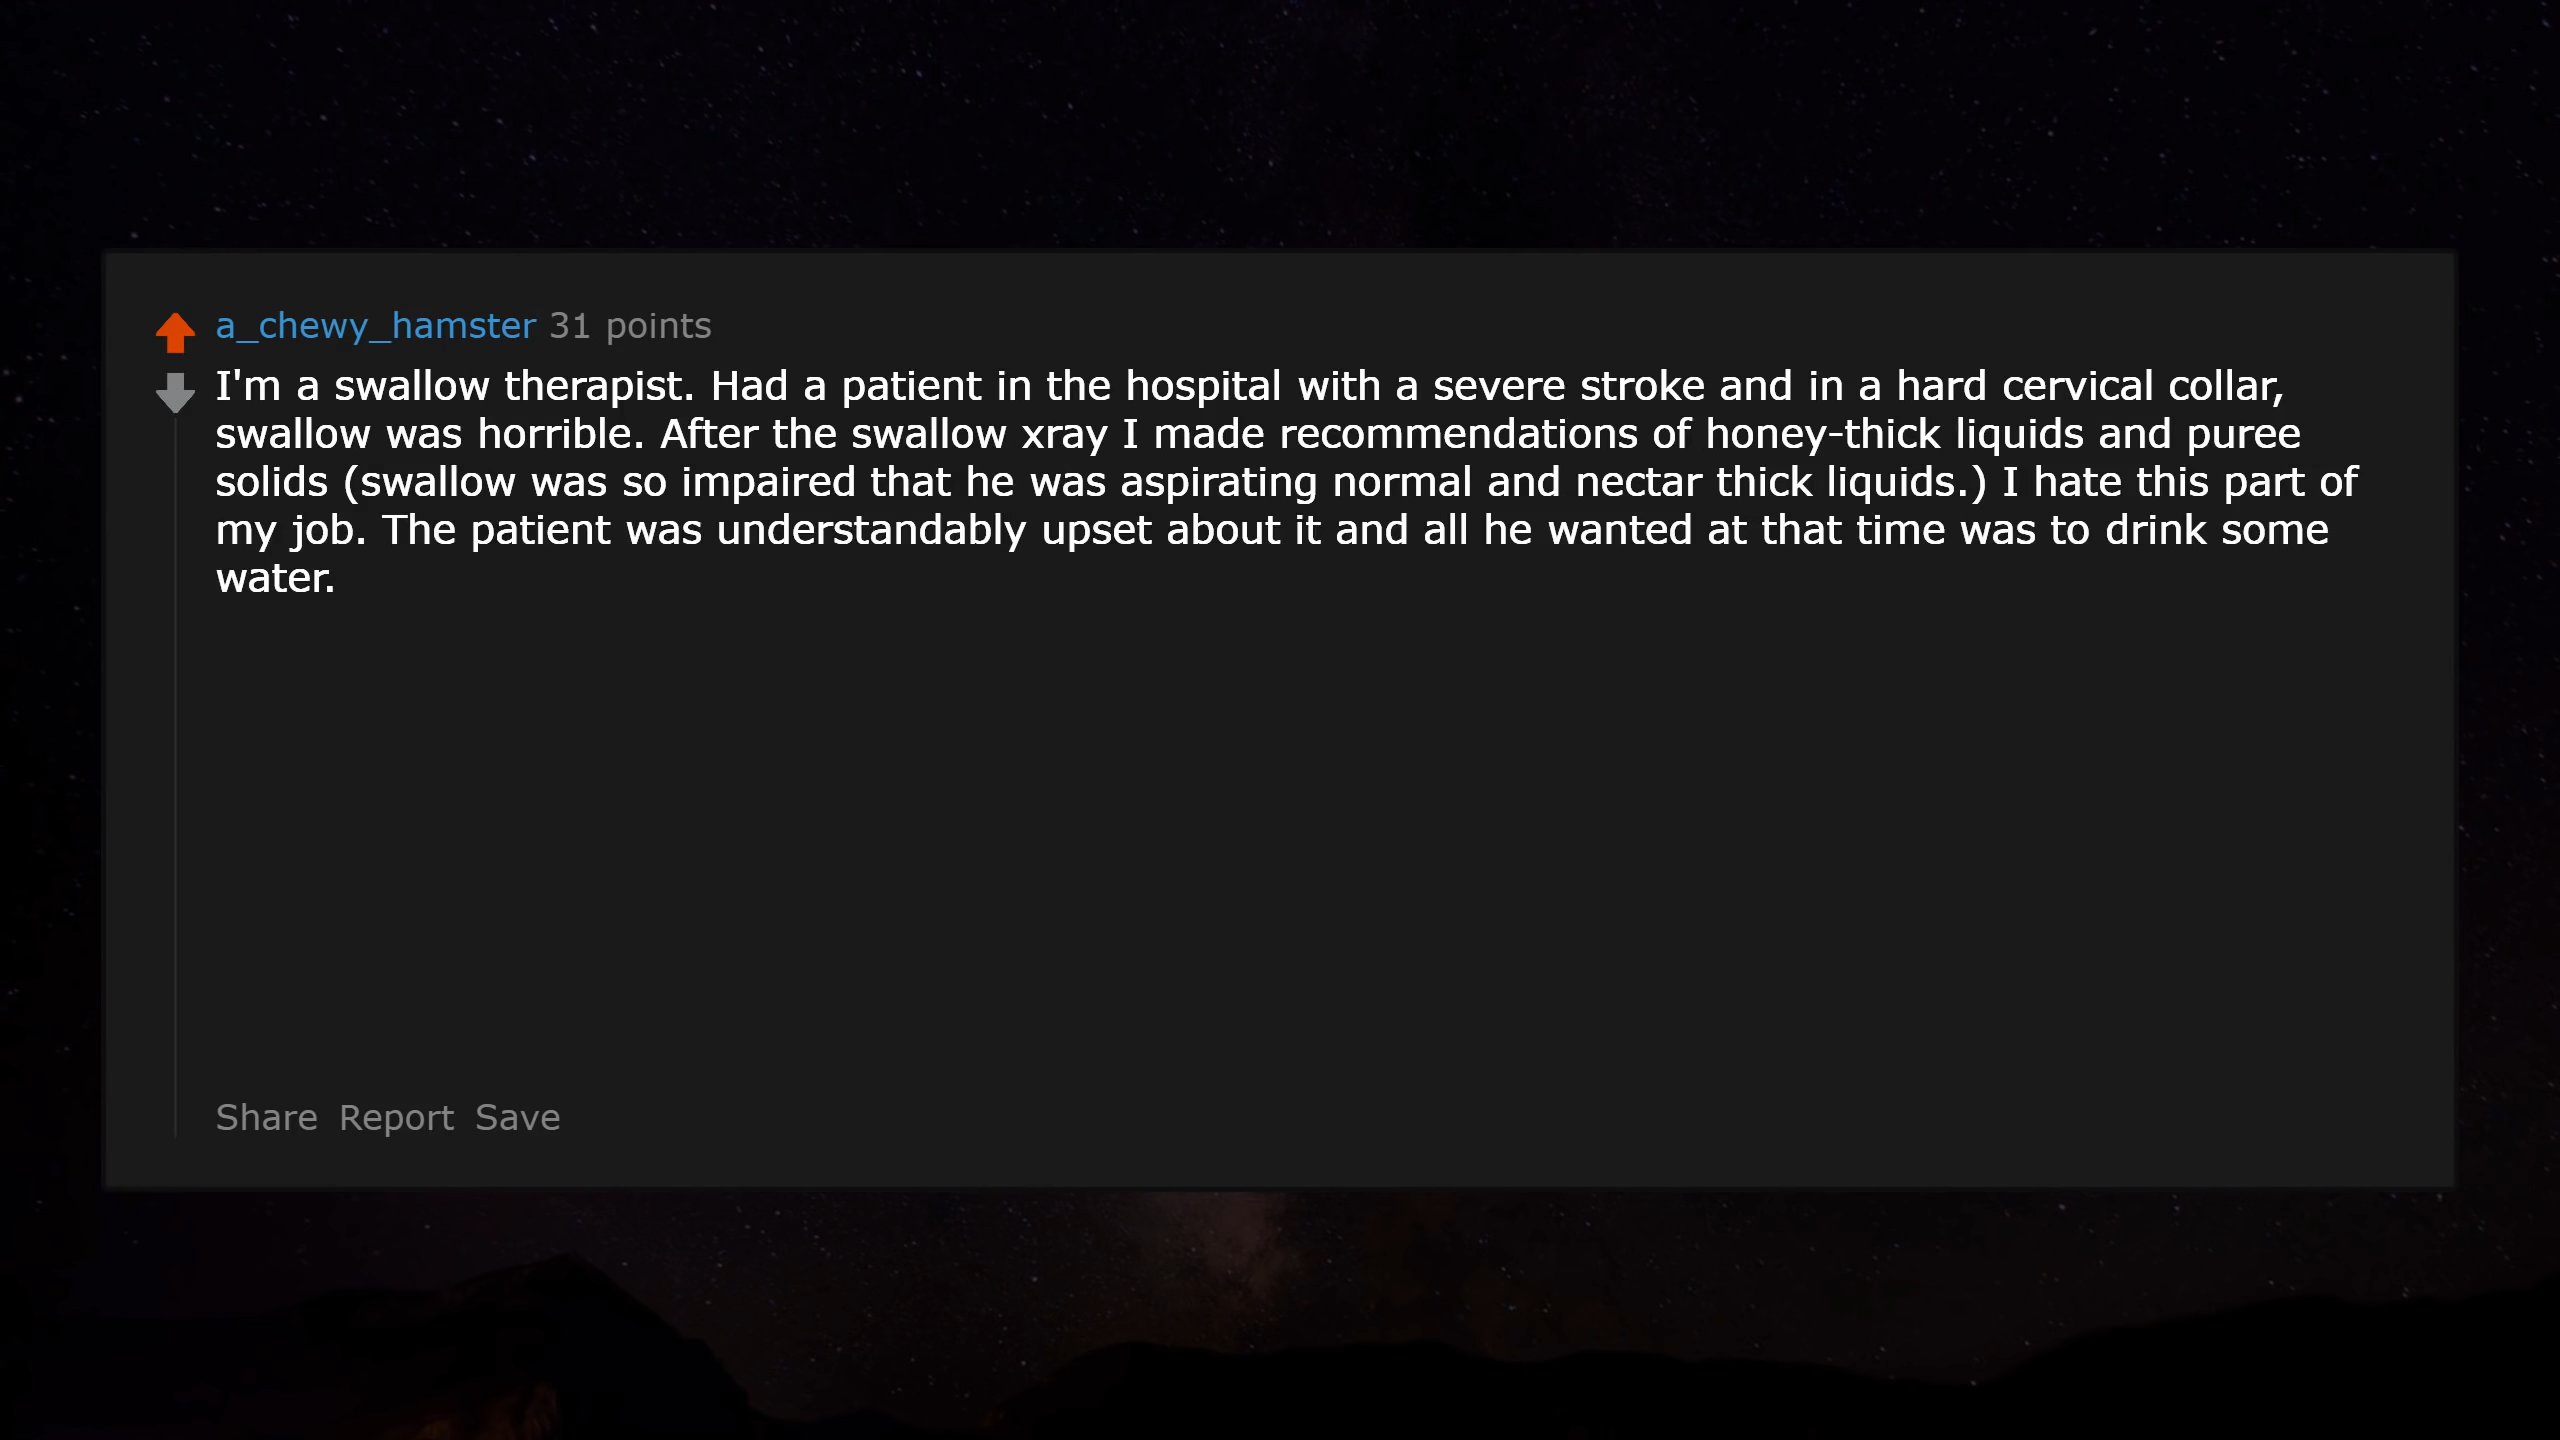 a_chewy_hamster 31 points
I'm a swallow therapist. Had a patient in the hospital with a severe stroke and in a hard cervical collar,
swallow was horrible. After the swallow xray I made recommendations of honey-thick liquids and puree
solids (swallow was so impaired that he was aspirating normal and nectar thick liquids.) I hate this part of
my job. The patient was understandably upset about it and all he wanted at that time was to drink some
water.
Share Report Save